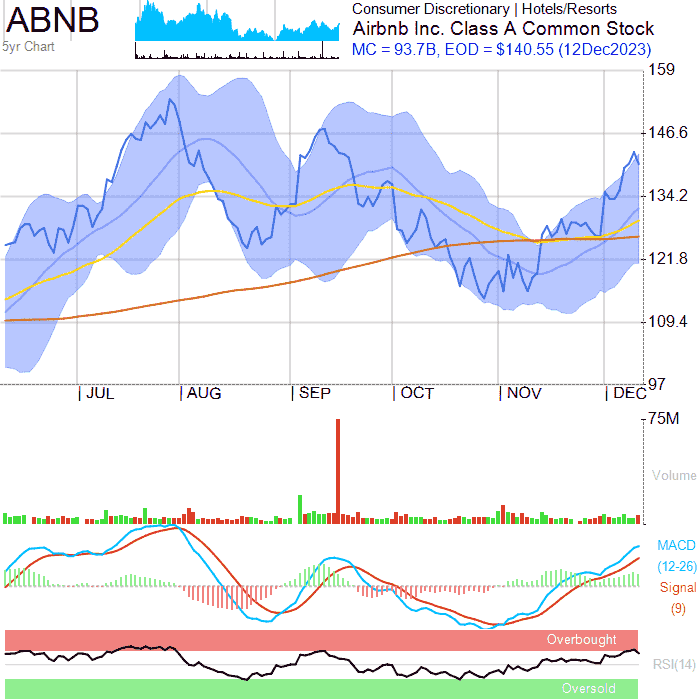 ABNB
5yr Chart
Consumer Discretionary | Hotels/Resorts
Airbnb Inc. Class A Common Stock
MC = 93.7B, EOD = $140.55 (12Dec2023)
159
146.6
134.2
121.8
109.4
97
| JUL | AUG | SEP | OCT | NOV | DEC
75M
Volume
MACD
(12-26)
Signal
(9)
Overbought
RSI(14)
Oversold